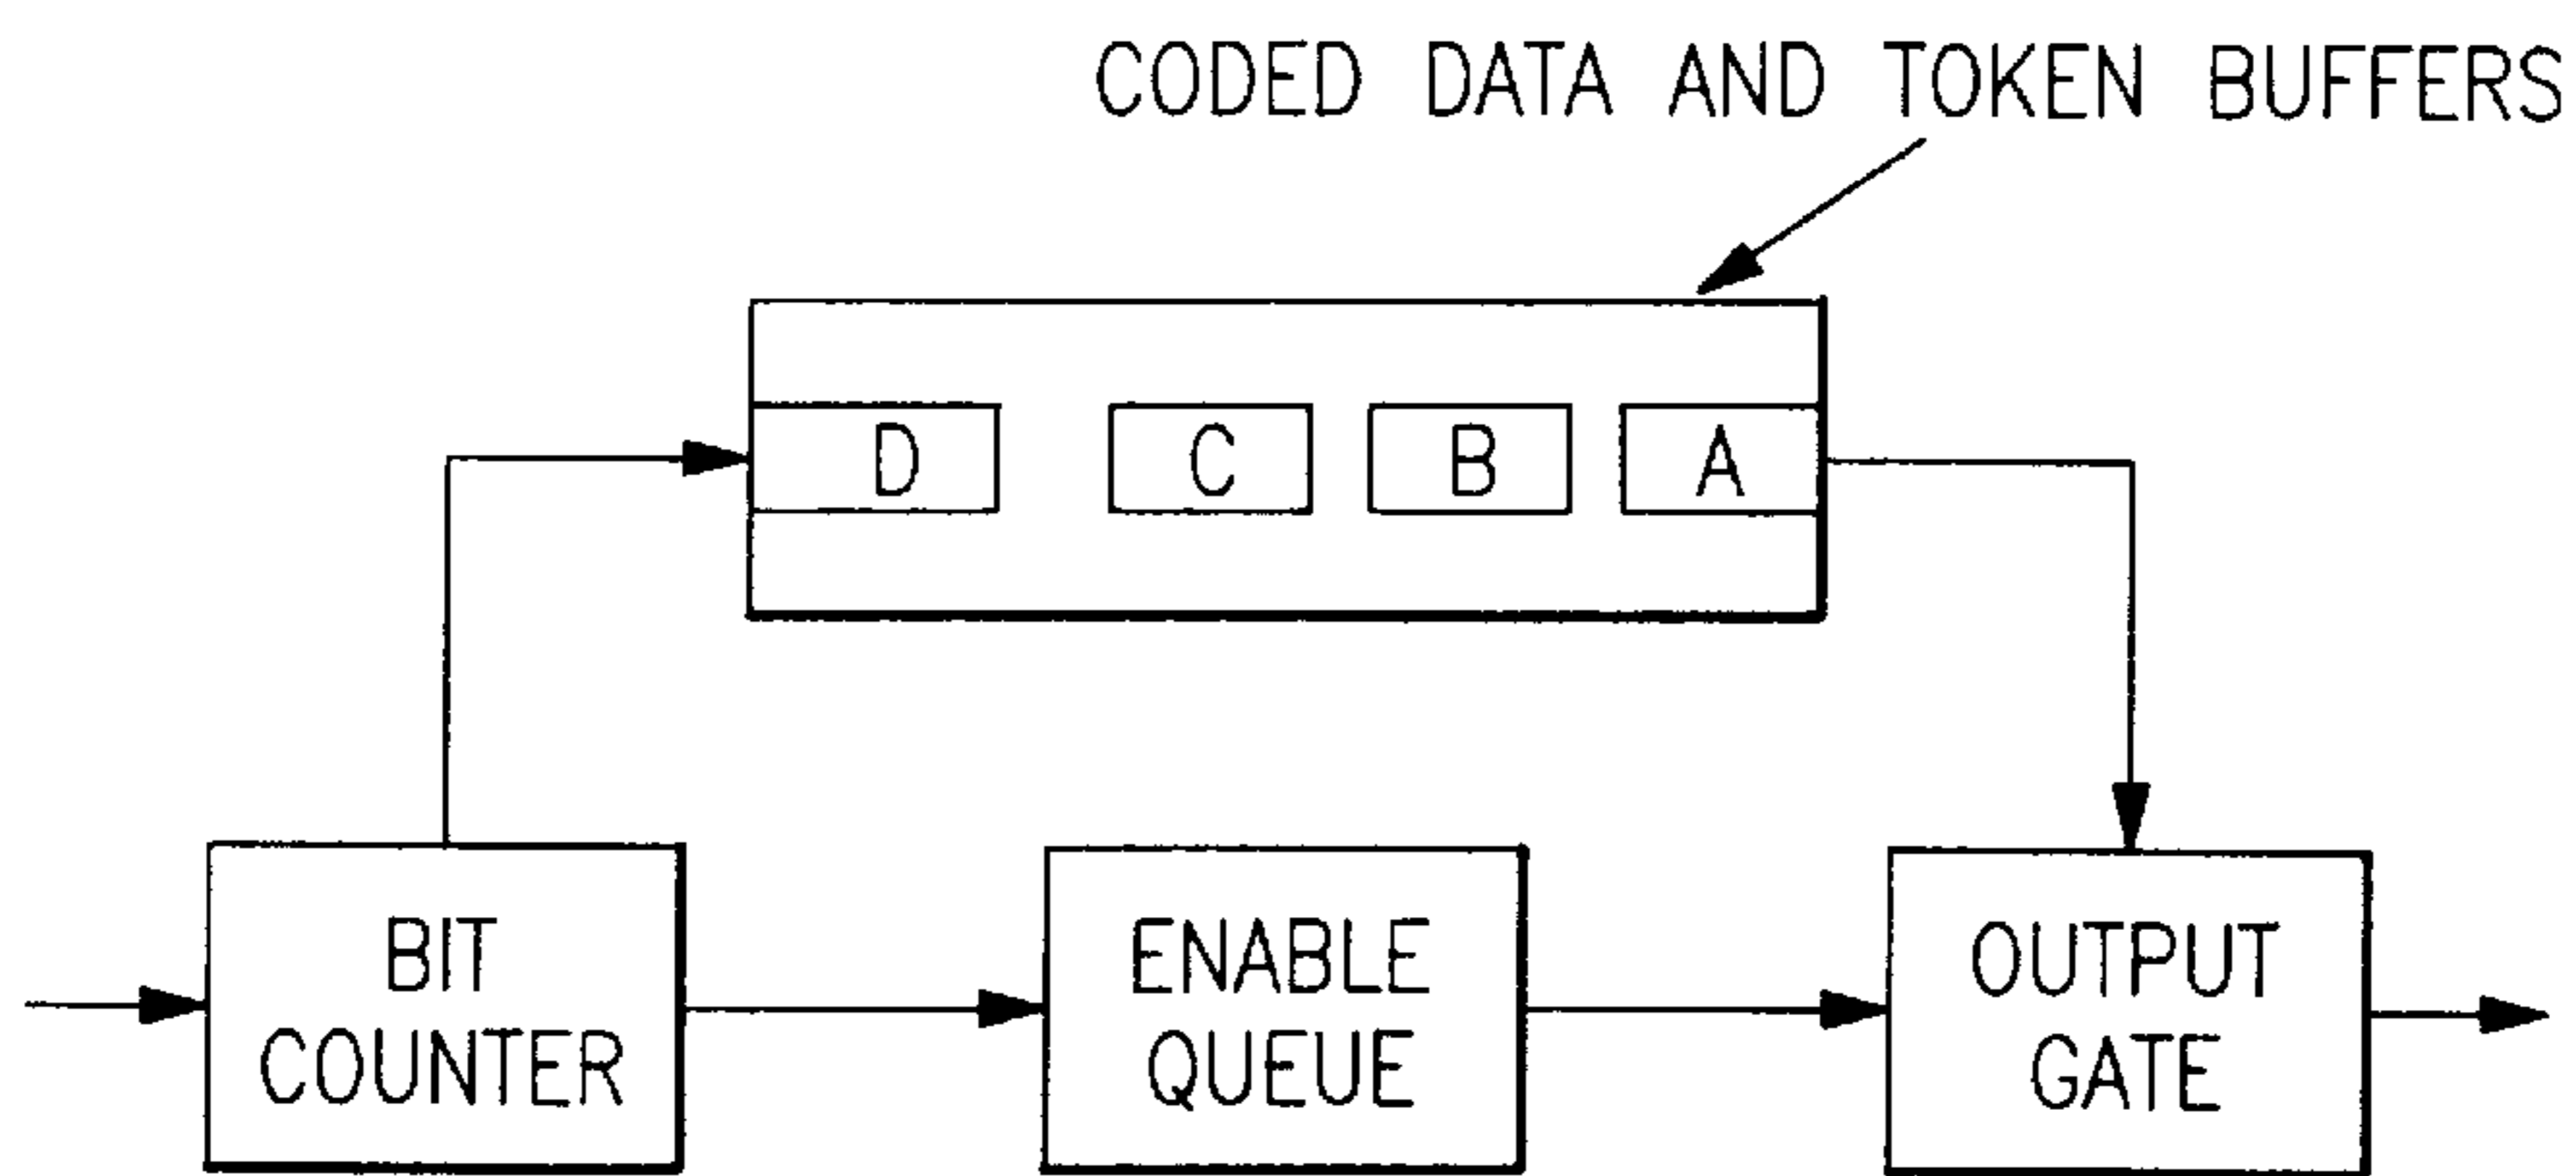 CODED DATA AND TOKEN BUFFERS
D C B A
BIT
COUNTER
ENABLE
QUEUE
OUTPUT
GATE